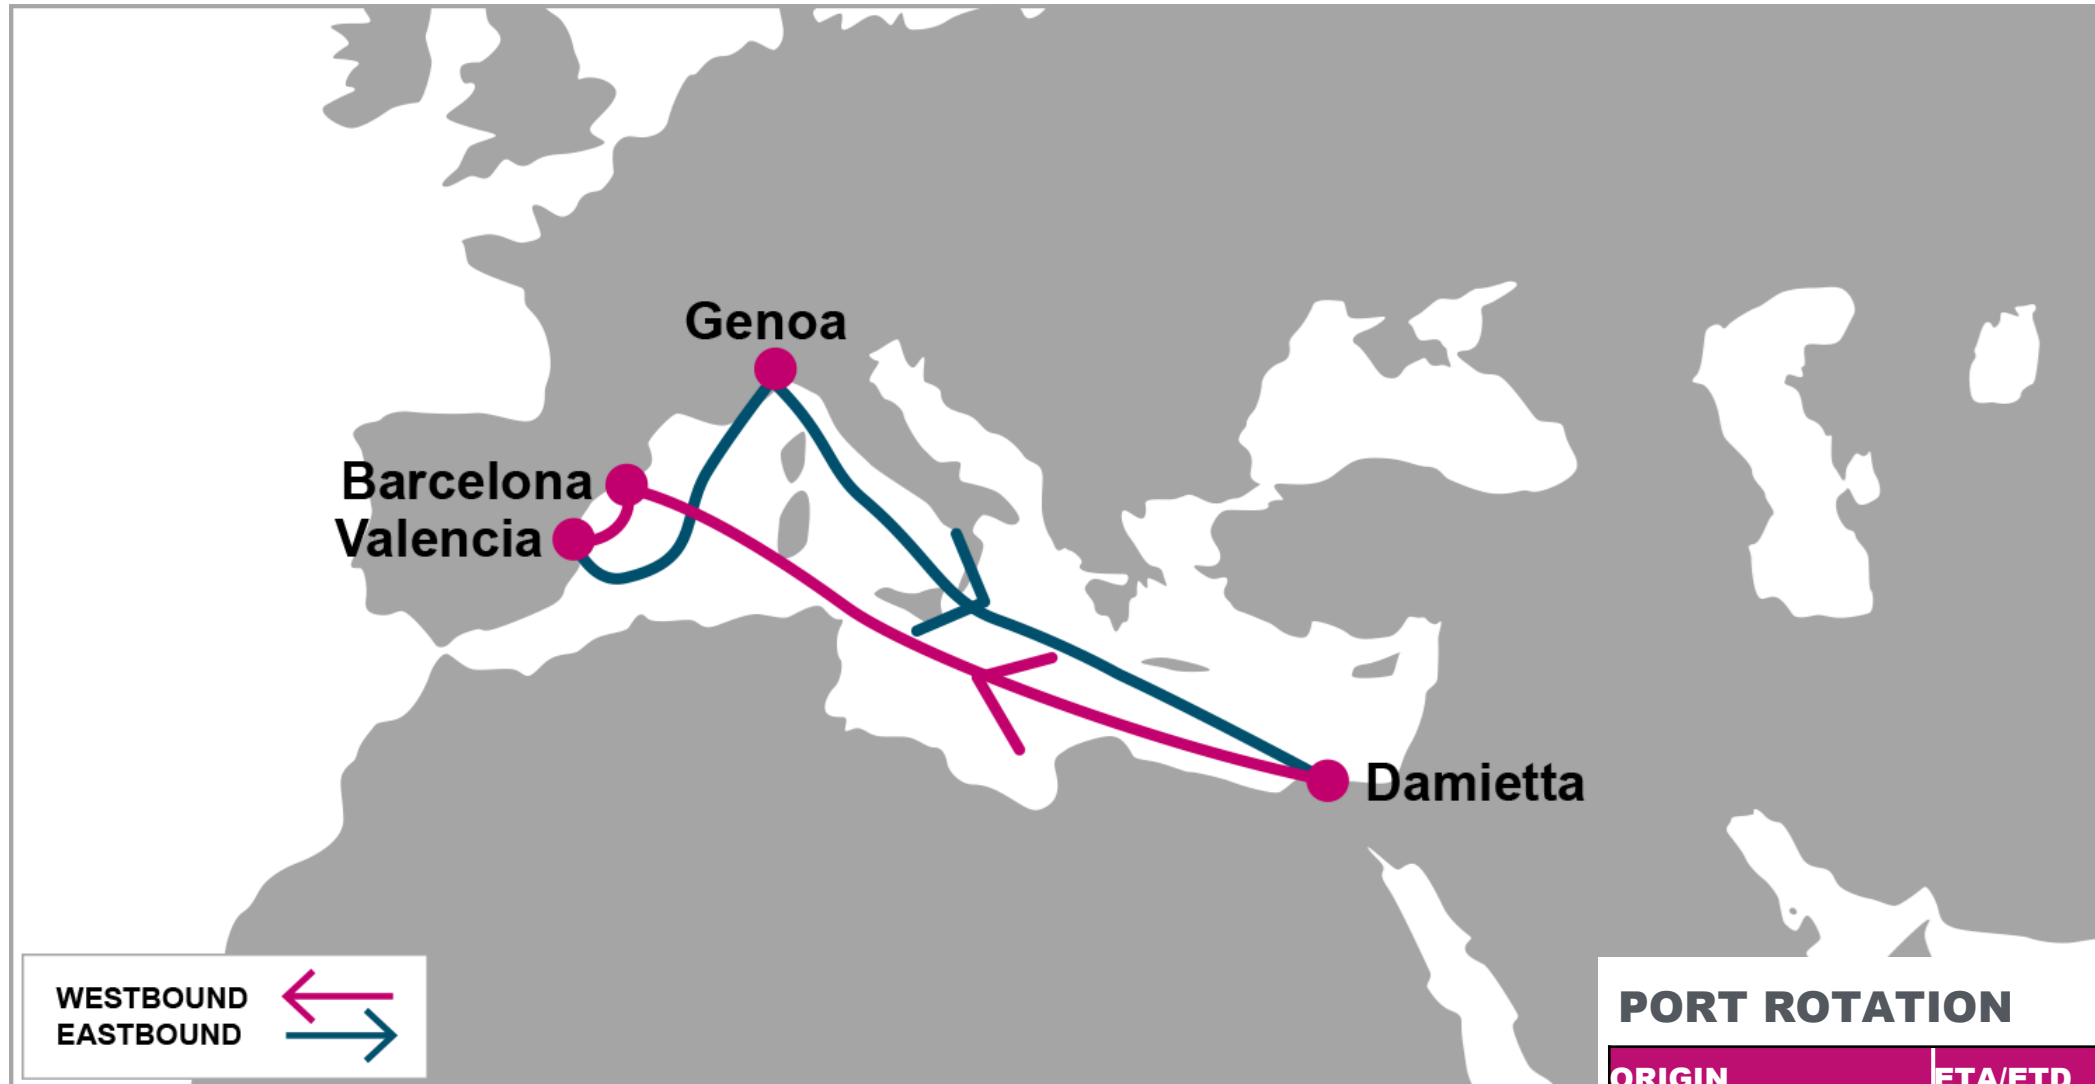 Genoa
Barcelona
Valencia
Damietta
WESTBOUND
EASTBOUND
PORT ROTATION
ORIGIN ETA/ETD